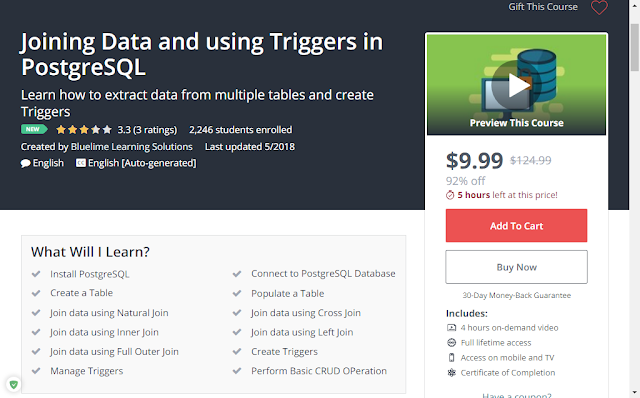 Gift This Course
Joining Data and using Triggers in
PostgreSQL
Learn how to extract data from multiple tables and create
Triggers
NEW 3.3 (3 ratings) 2,246 students enrolled
Created by Bluelime Learning Solutions Last updated 5/2018
English CC English [Auto-generated]
Preview This Course
$9.99 $124.99
92% off
5 hours left at this price!
Add To Cart
Buy Now
30-Day Money-Back Guarantee
Includes:
4 hours on-demand video
Full lifetime access
Access on mobile and TV
Certificate of Completion
Have a coupon?
What Will I Learn?
Install PostgreSQL
Connect to PostgreSQL Database
Create a Table
Populate a Table
Join data using Natural Join
Join data using Cross Join
Join data using Inner Join
Join data using Left Join
Join data using Full Outer Join
Create Triggers
Manage Triggers
Perform Basic CRUD OPeration